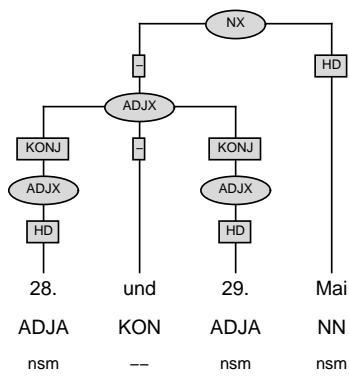 NX
– HD
ADJX
KONJ – KONJ
ADJX ADJX
HD HD
28. und 29. Mai
ADJA KON ADJA NN
nsm −− nsm nsm